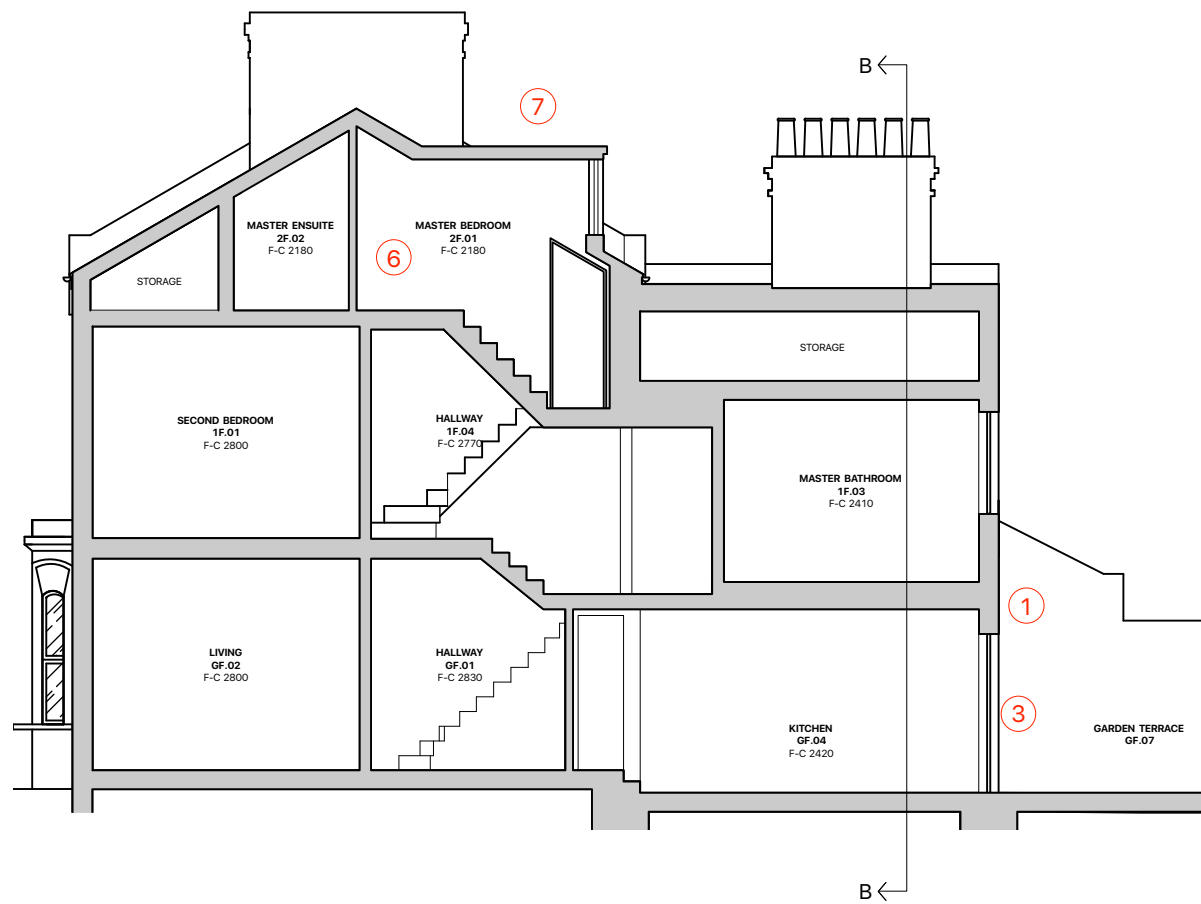 B
7
MASTER ENSUITE
2F.02
F-C 2180
MASTER BEDROOM
2F.01
F-C 2180
6
STORAGE
STORAGE
SECOND BEDROOM
1F.01
F-C 2800
HALLWAY
1F.04
F-C 2770
MASTER BATHROOM
1F.03
F-C 2410
1
LIVING
GF.02
F-C 2800
HALLWAY
GF.01
F-C 2830
3
KITCHEN
GF.04
F-C 2420
GARDEN TERRACE
GF.07
B